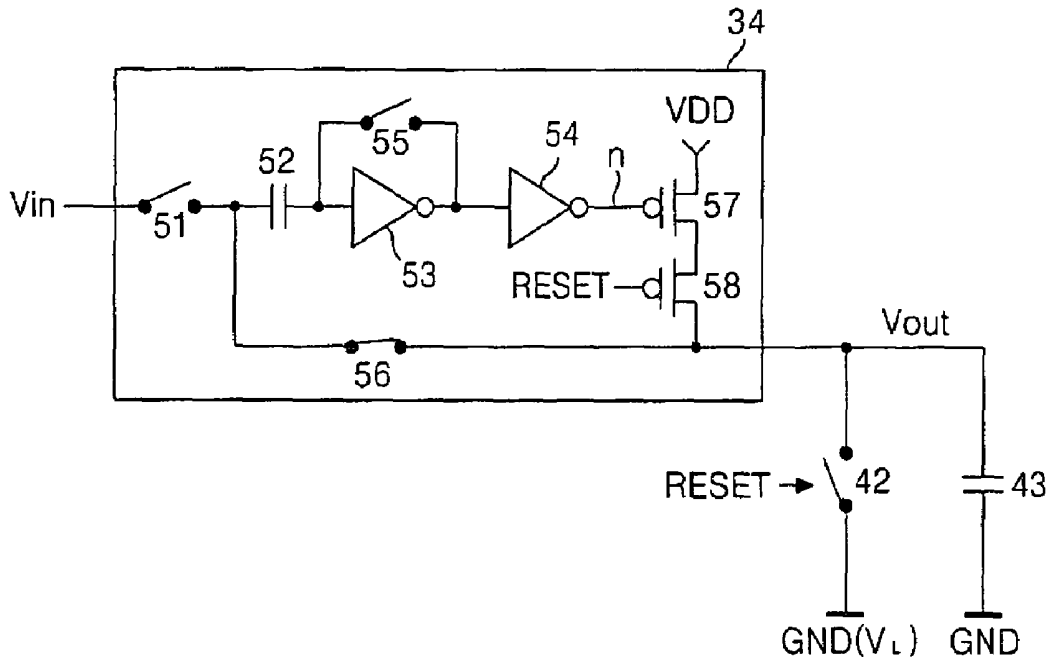 34
VDD
55
54
n
52
57
Vin
51
53
RESET
58
Vout
56
RESET
42
43
GND(VL)
GND